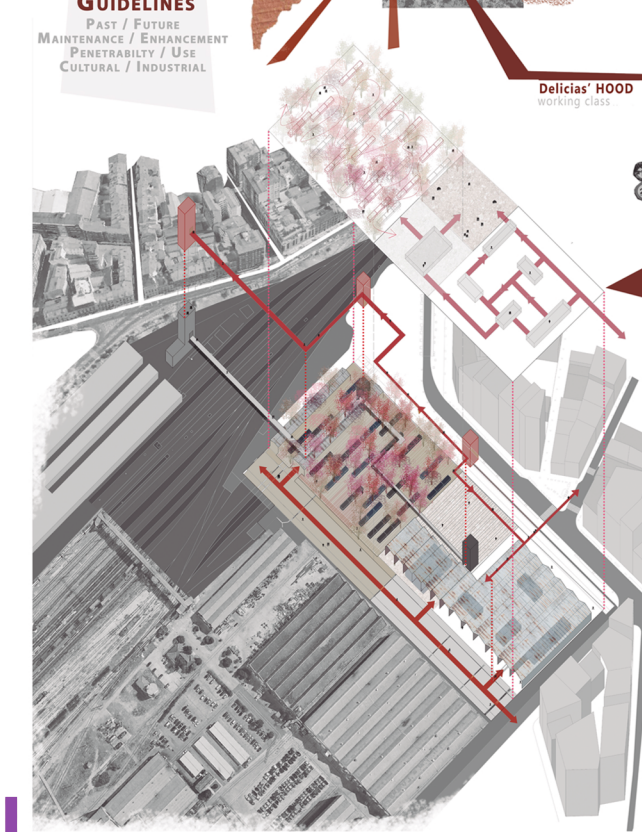 GUIDELINES
PAST / FUTURE
MAINTENANCE / ENHANCEMENT
PENETRABILTY / USE
CULTURAL / INDUSTRIAL
Delicias' HOOD
working class